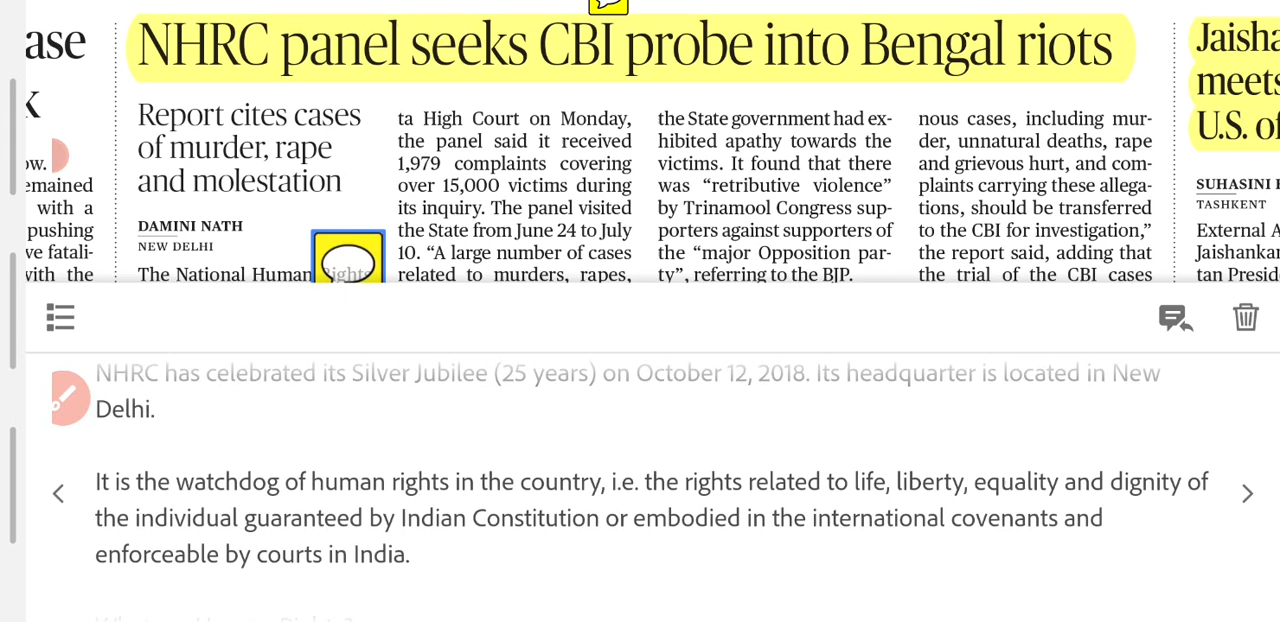 ase
ow.
emained
with a
pushing
ve fatali-
with the
NHRC panel seeks CBI probe into Bengal riots
Report cites cases
of murder, rape
and molestation
DAMINI NATH
NEW DELHI
The National Human Rights
ta High Court on Monday,
the panel said it received
1,979 complaints covering
over 15,000 victims during
its inquiry. The panel visited
the State from June 24 to July
10. “A large number of cases
related to murders, rapes,
the State government had ex-
hibited apathy towards the
victims. It found that there
was “retributive violence”
by Trinamool Congress sup-
porters against supporters of
the “major Opposition par-
ty”, referring to the BJP.
nous cases, including mur-
der, unnatural deaths, rape
and grievous hurt, and com-
plaints carrying these allega-
tions, should be transferred
to the CBI for investigation,”
the report said, adding that
the trial of the CBI cases
Jaisha
meets
U.S. of
SUHASINI H
TASHKENT
External A
Jaishankar
tan Presid
NHRC has celebrated its Silver Jubilee (25 years) on October 12, 2018. Its headquarter is located in New
Delhi.
It is the watchdog of human rights in the country, i.e. the rights related to life, liberty, equality and dignity of
the individual guaranteed by Indian Constitution or embodied in the international covenants and
enforceable by courts in India.